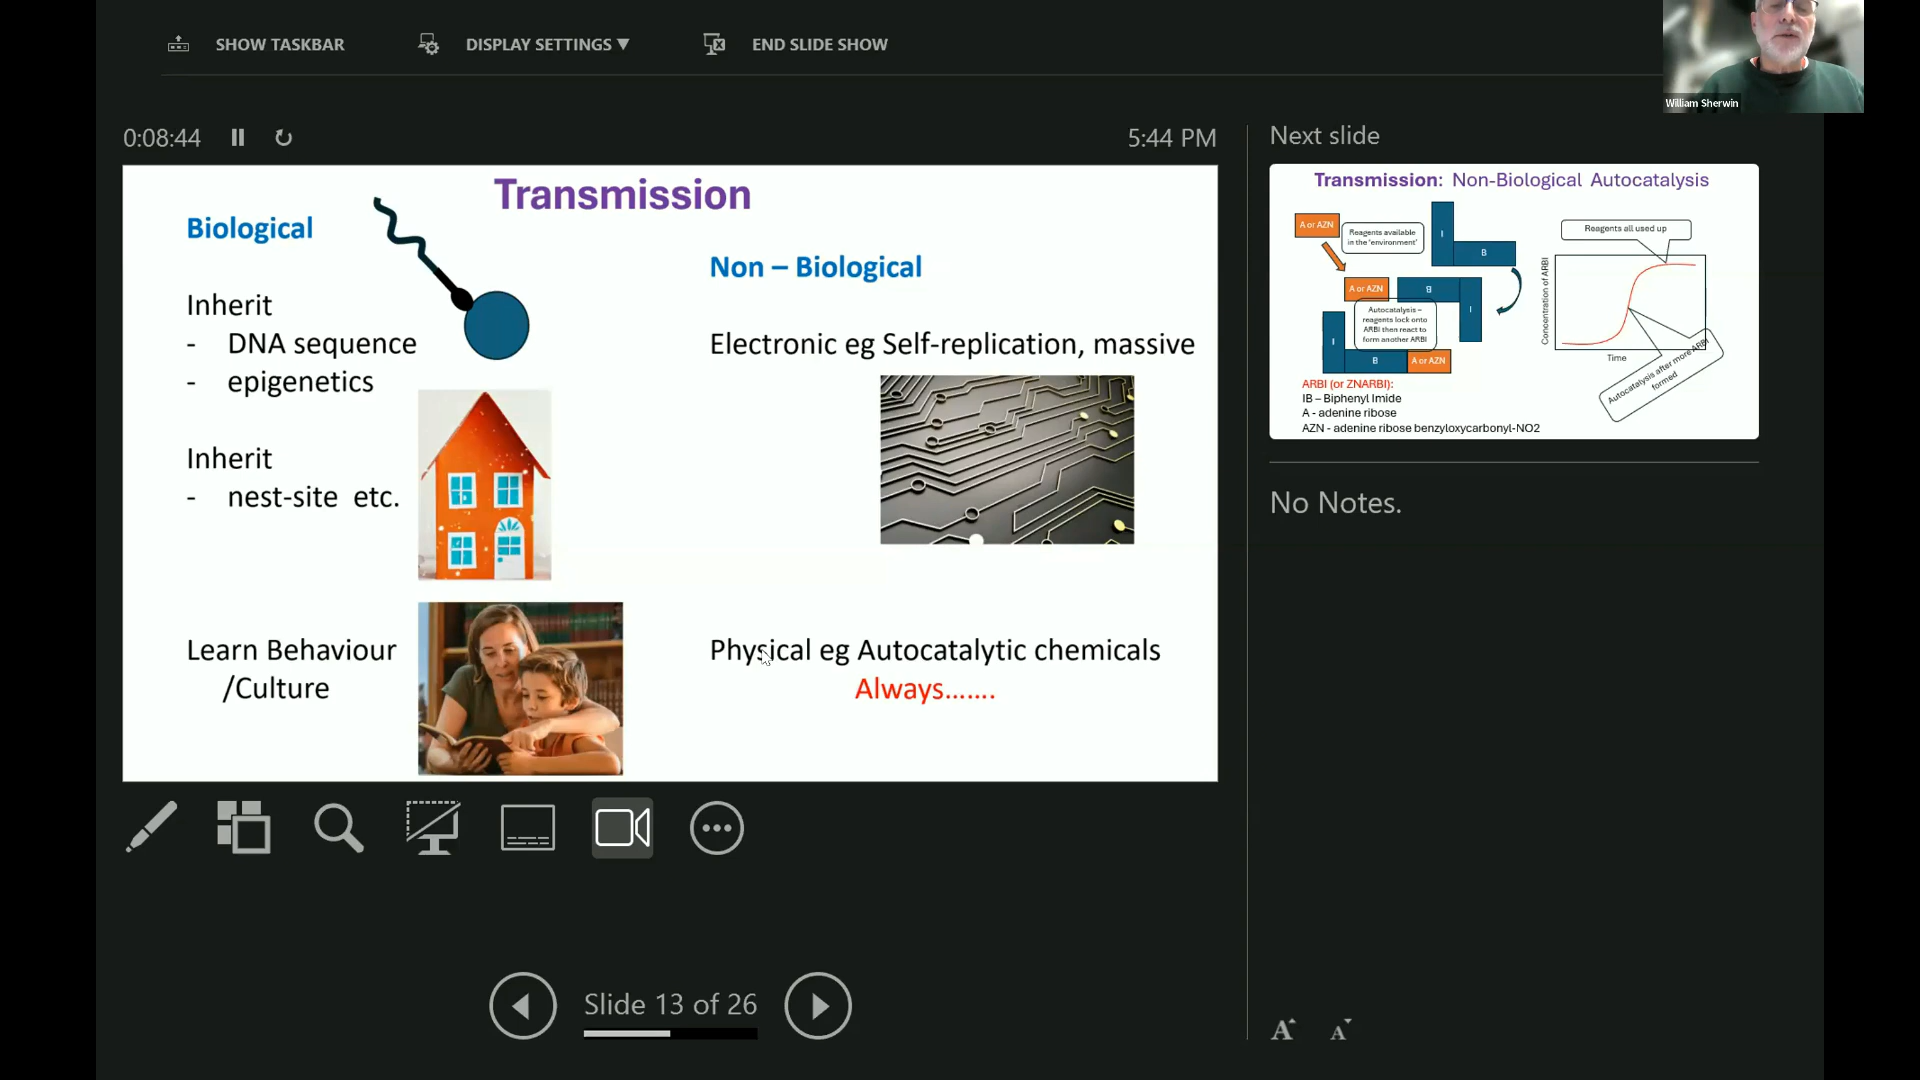 SHOW TASKBAR
DISPLAY SETTINGS ▼
END SLIDE SHOW
William Sherwin
0:08:44
5:44 PM
Transmission
Biological
Inherit
- DNA sequence
- epigenetics
Inherit
- nest-site etc.
Learn Behaviour
/Culture
Non – Biological
Electronic eg Self-replication, massive
Physical eg Autocatalytic chemicals
Always.......
Next slide
Transmission: Non-Biological Autocatalysis
A or AZN
Reagents available
in the 'environment'
I
B
A or AZN
B
I
Autocatalysis –
reagents lock onto
ARBI then react to
form another ARBI
I
B
A or AZN
Reagents all used up
Concentration of ARBI
Time
Autocatalysis after more ARBI
formed
ARBI (or ZNARBI):
IB – Biphenyl Imide
A - adenine ribose
AZN - adenine ribose benzyloxycarbonyl-NO2
No Notes.
Slide 13 of 26
A A